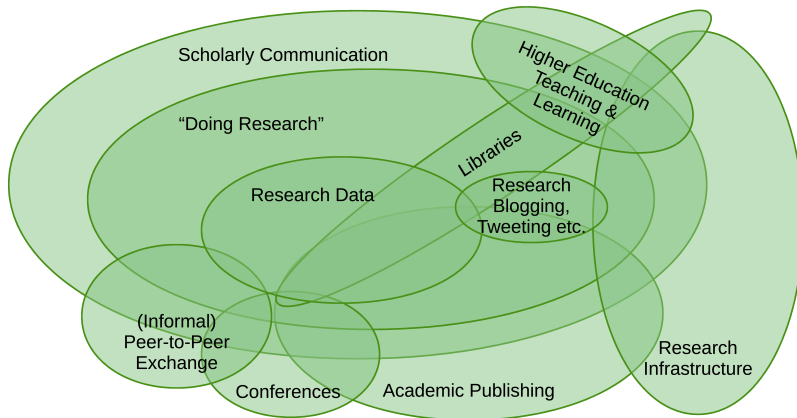 Scholarly Communication
Higher Education
Teaching &
Learning
“Doing Research”
Libraries
Research Data
Research
Blogging,
Tweeting etc.
(Informal)
Peer-to-Peer
Exchange
Research
Infrastructure
Conferences
Academic Publishing